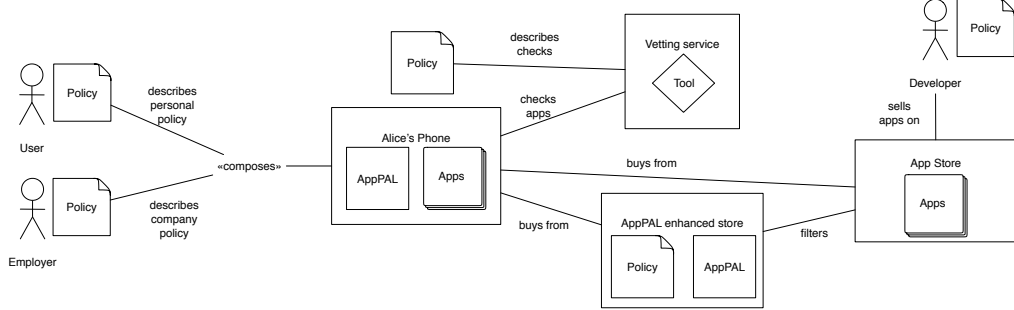 Policy
User
describes
personal
policy
Policy
Employer
describes
company
policy
«composes»
Policy
describes
checks
Vetting service
Tool
checks
apps
Alice's Phone
AppPAL
Apps
buys from
buys from
AppPAL enhanced store
Policy
AppPAL
filters
Policy
Developer
sells
apps on
App Store
Apps